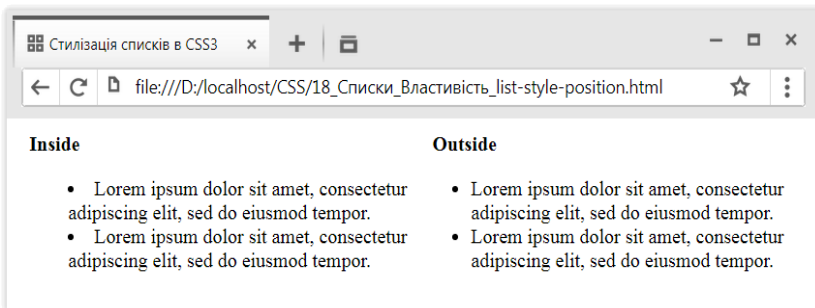 Стилізація списків в CSS3
file:///D:/localhost/CSS/18_Списки_Властивість_list-style-position.html
Inside
• Lorem ipsum dolor sit amet, consectetur
adipiscing elit, sed do eiusmod tempor.
• Lorem ipsum dolor sit amet, consectetur
adipiscing elit, sed do eiusmod tempor.
Outside
• Lorem ipsum dolor sit amet, consectetur
adipiscing elit, sed do eiusmod tempor.
• Lorem ipsum dolor sit amet, consectetur
adipiscing elit, sed do eiusmod tempor.